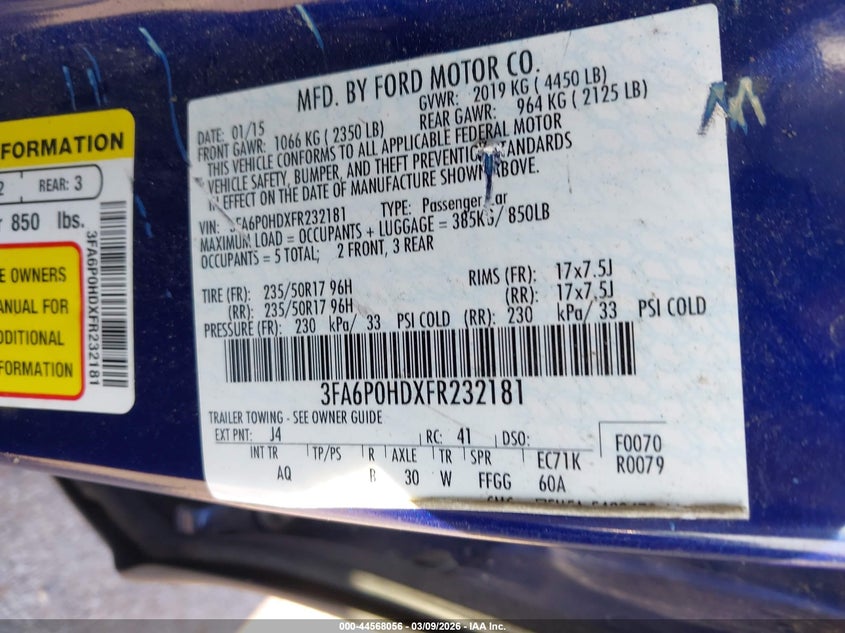 FORMATION
2 REAR: 3
850 lbs.
E OWNERS
ANUAL FOR
DDITIONAL
FORMATION
3FA6P0HDXFR232181
MFD. BY FORD MOTOR CO.
DATE: 01/15 GVWR: 2019 KG ( 4450 LB)
FRONT GAWR: 1066 KG ( 2350 LB) REAR GAWR: 964 KG ( 2125 LB)
THIS VEHICLE CONFORMS TO ALL APPLICABLE FEDERAL MOTOR
VEHICLE SAFETY, BUMPER, AND THEFT PREVENTION STANDARDS
IN EFFECT ON THE DATE OF MANUFACTURE SHOWN ABOVE.
VIN: 3FA6P0HDXFR232181 TYPE: Passenger Car
MAXIMUM LOAD = OCCUPANTS + LUGGAGE = 385KG/ 850LB
OCCUPANTS = 5 TOTAL; 2 FRONT, 3 REAR
TIRE (FR): 235/50R17 96H RIMS (FR): 17x7.5J
(RR): 235/50R17 96H (RR): 17x7.5J
PRESSURE (FR): 230 kPa/ 33 PSI COLD (RR): 230 kPa/ 33 PSI COLD
3FA6P0HDXFR232181
TRAILER TOWING - SEE OWNER GUIDE
EXT PNT: J4 RC: 41 DSO: F0070
INT TR TP/PS R AXLE TR SPR EC71K R0079
AQ B 30 W FFGG 60A
000-44568056 — 03/09/2026 — IAA Inc.